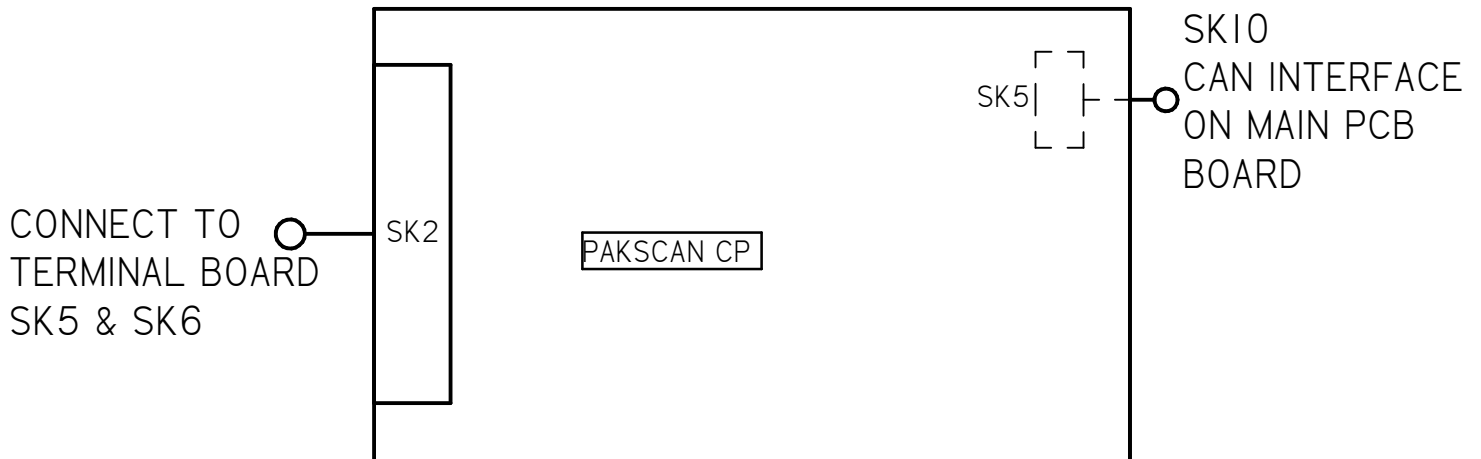 SK10
CAN INTERFACE
ON MAIN PCB
BOARD
SK5
CONNECT TO
TERMINAL BOARD
SK5 & SK6
SK2
PAKSCAN CP